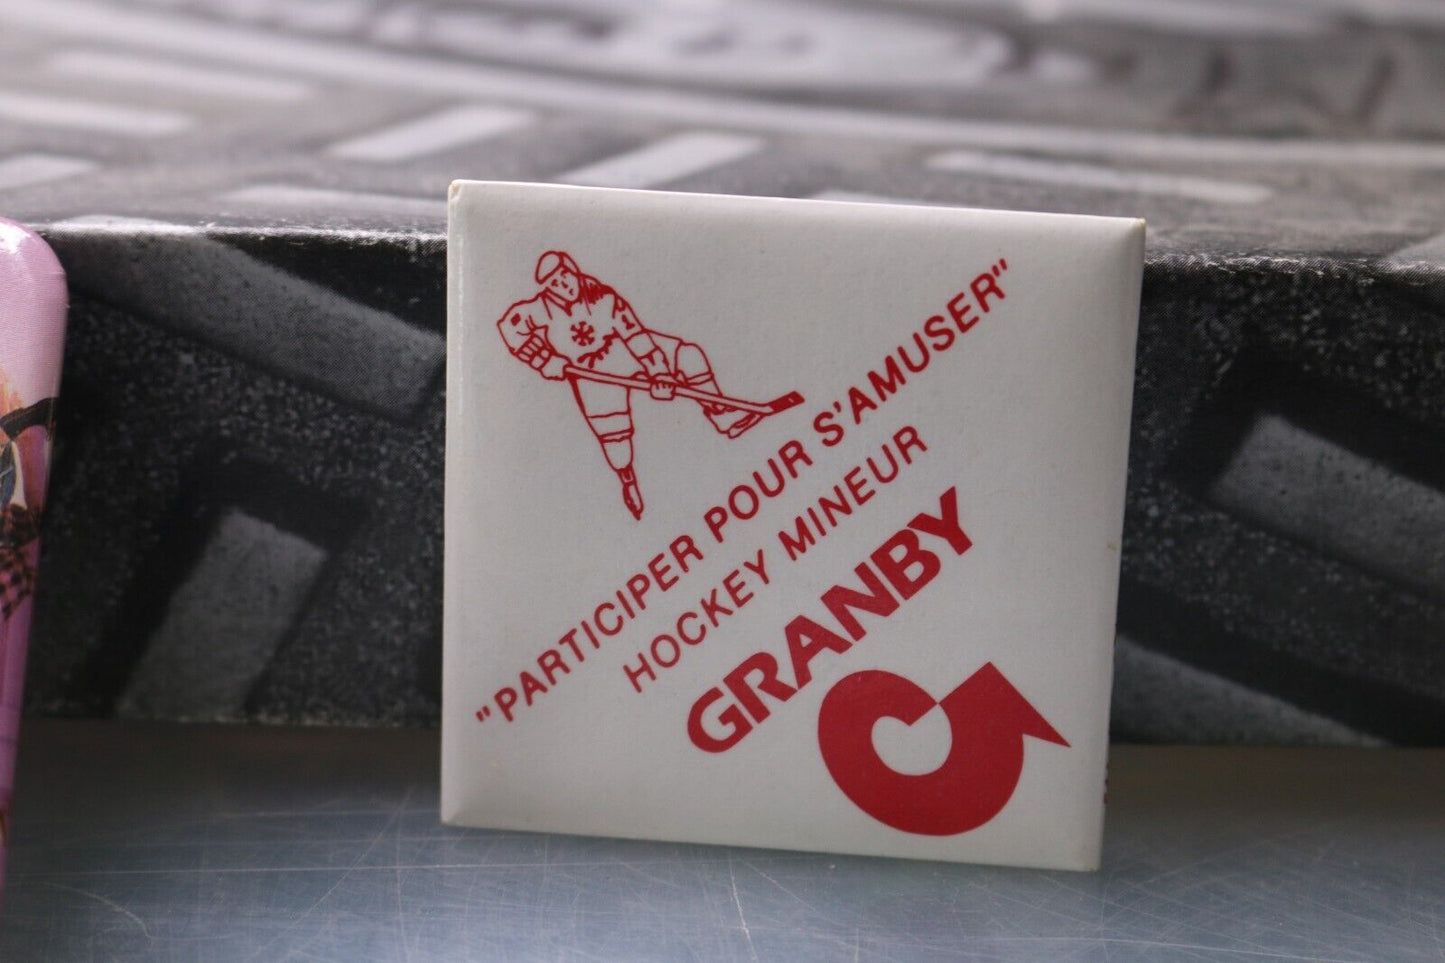 "PARTICIPER POUR S'AMUSER"
HOCKEY MINEUR
GRANBY